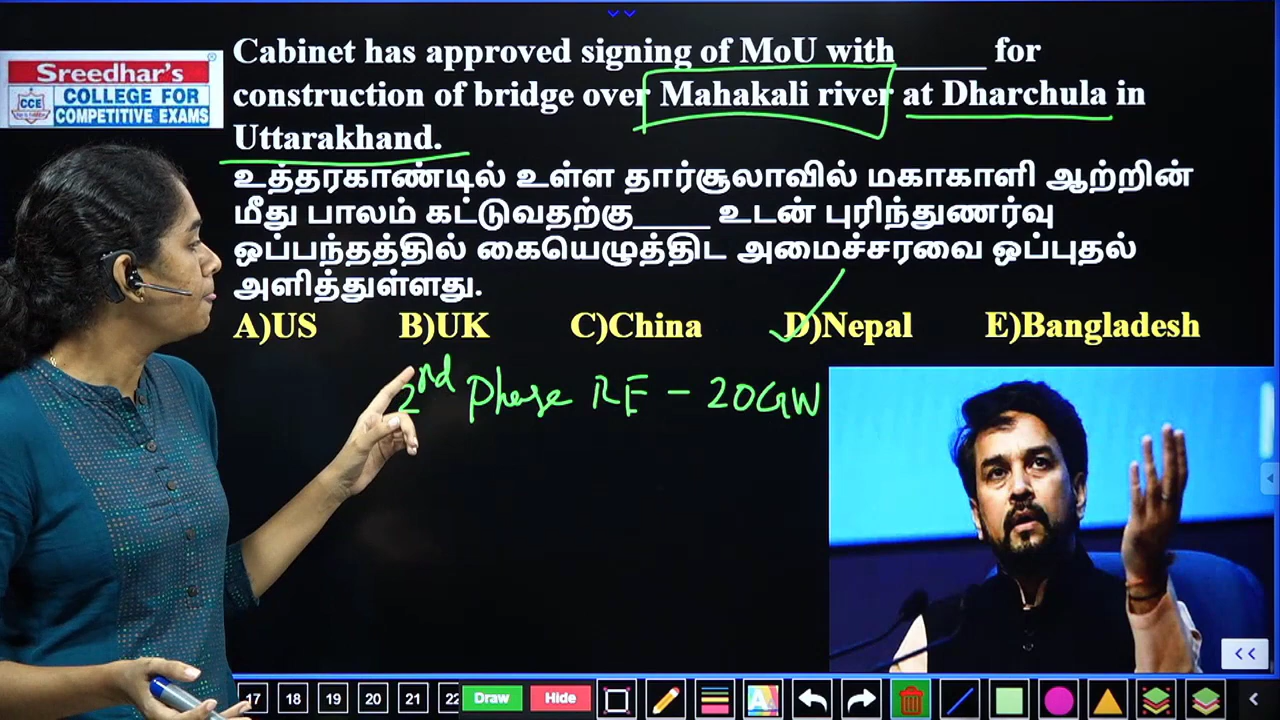 Cabinet has approved signing of MoU with_____ for
construction of bridge over Mahakali river at Dharchula in
Uttarakhand.
Sreedhar's
CCE
COLLEGE FOR
COMPETITIVE EXAMS
உத்தரகாண்டில் உள்ள தார்சூலாவில் மகாகாளி ஆற்றின்
மீது பாலம் கட்டுவதற்கு____ உடன் புரிந்துணர்வு
ஒப்பந்தத்தில் கையெழுத்திட அமைச்சரவை ஒப்புதல்
அளித்துள்ளது.
A)US B)UK C)China D)Nepal E)Bangladesh
2nd Phase RE - 20GW
<<
17 18 19 20 21 22 Draw Hide A